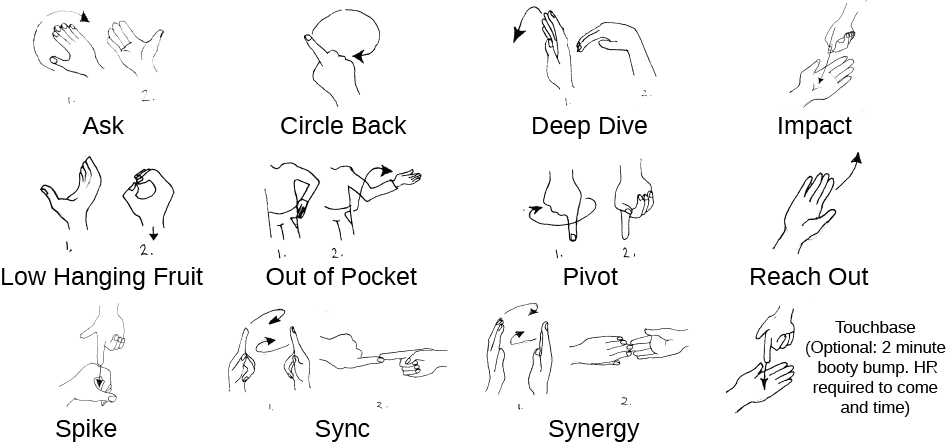 1. 2.
Ask
Circle Back
1. 2.
Deep Dive
Impact
1. 2.
Low Hanging Fruit
1. 2.
Out of Pocket
1. 2.
Pivot
Reach Out
Spike
1. 2.
Sync
1. 2.
Synergy
Touchbase
(Optional: 2 minute
booty bump. HR
required to come
and time)